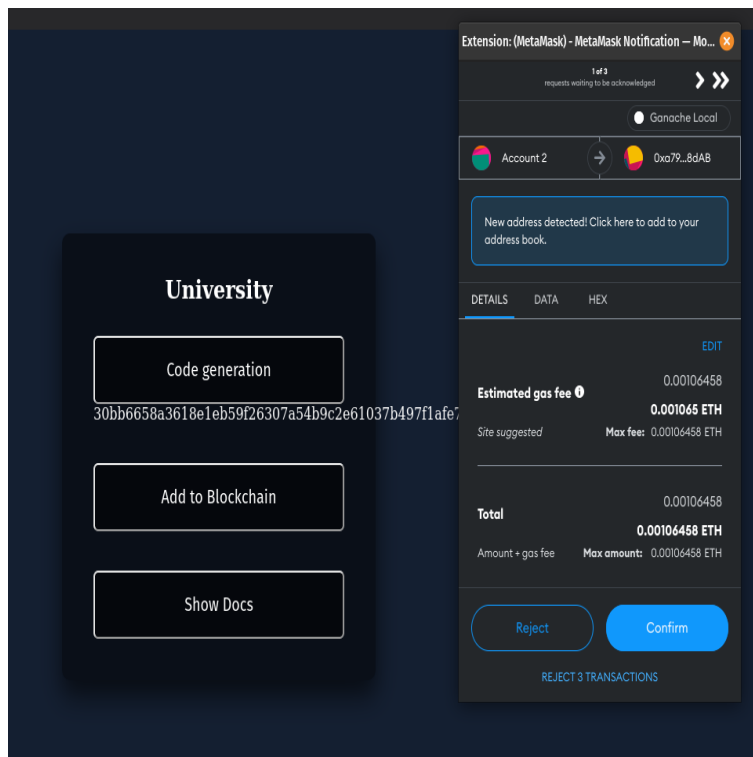 University
Code generation
30bb6658a3618e1eb59f26307a54b9c2e61037b497f1afe7
Add to Blockchain
Show Docs
Extension: (MetaMask) - MetaMask Notification — Mo...
1 of 3
requests waiting to be acknowledged
Ganache Local
Account 2
0xa79...8dAB
New address detected! Click here to add to your
address book.
DETAILS DATA HEX
EDIT
0.00106458
Estimated gas fee
0.001065 ETH
Site suggested Max fee: 0.00106458 ETH
0.00106458
Total
0.00106458 ETH
Amount + gas fee Max amount: 0.00106458 ETH
Reject Confirm
REJECT 3 TRANSACTIONS